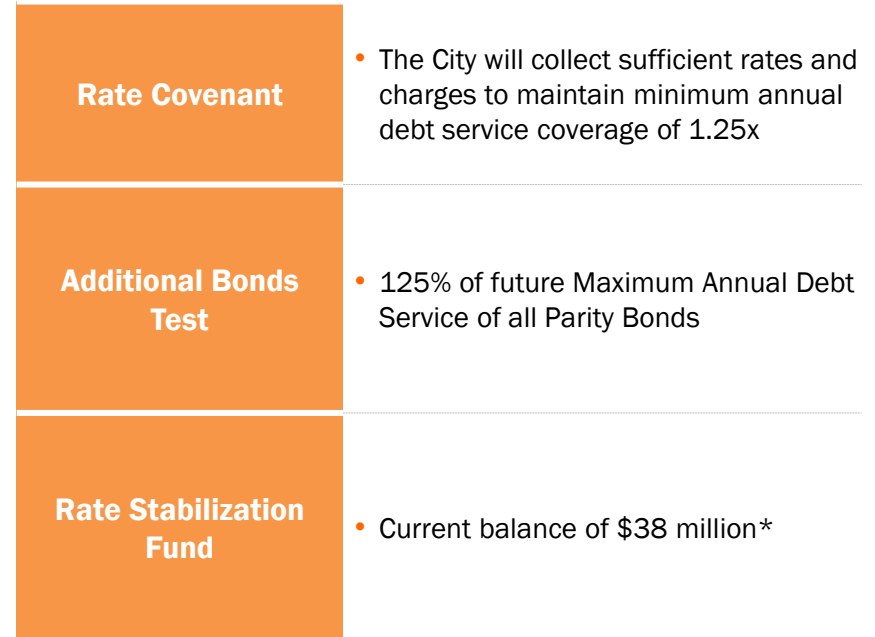 Rate Covenant
• The City will collect sufficient rates and
charges to maintain minimum annual
debt service coverage of 1.25x
Additional Bonds
Test
• 125% of future Maximum Annual Debt
Service of all Parity Bonds
Rate Stabilization
Fund
• Current balance of $38 million*